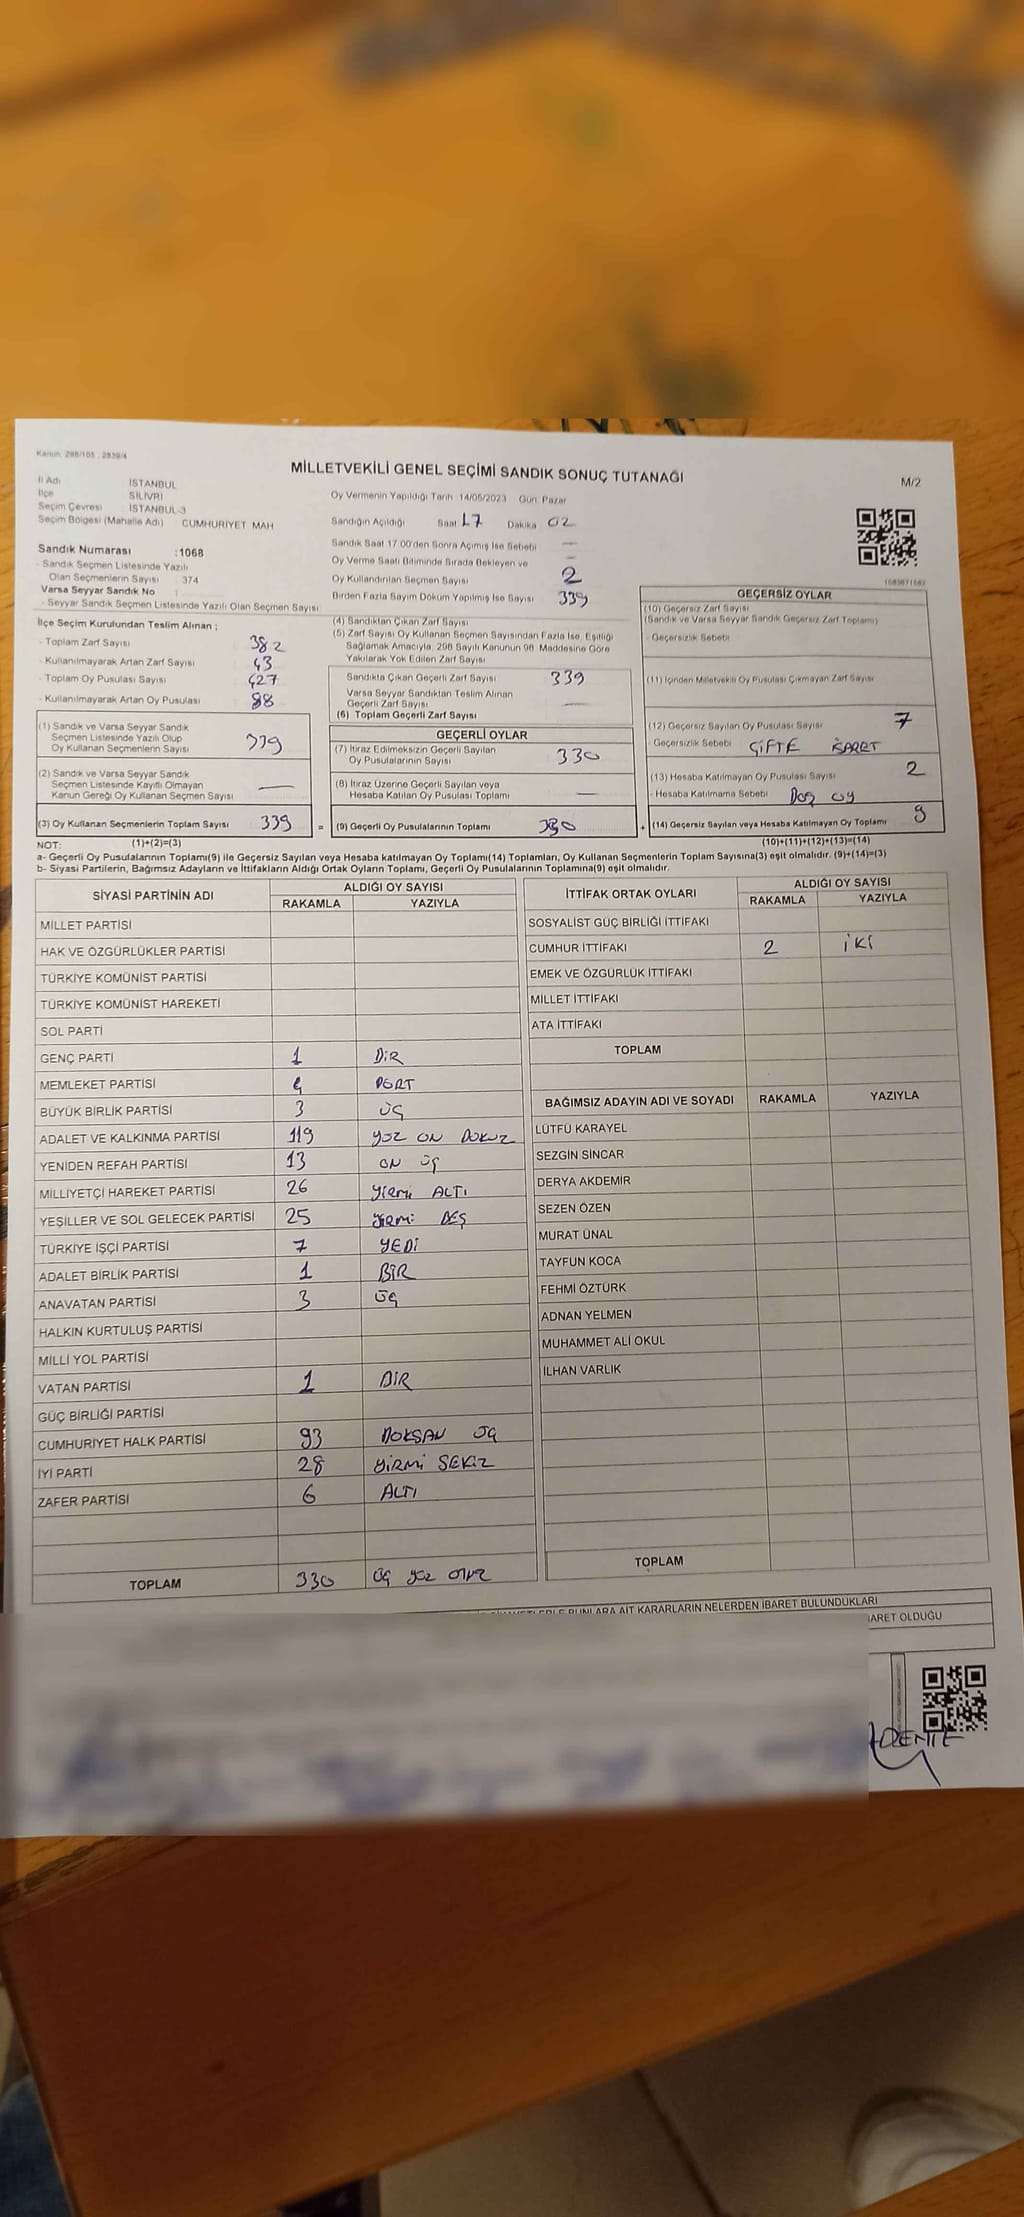 Kanun: 298/105 , 2839/4
MİLLETVEKİLİ GENEL SEÇİMİ SANDIK SONUÇ TUTANAĞI
M/2
İl Adı İSTANBUL
İlçe SİLİVRİ
Seçim Çevresi İSTANBUL-3
Seçim Bölgesi (Mahalle Adı) CUMHURİYET MAH.
Oy Vermenin Yapıldığı Tarih :14/05/2023 Gün: Pazar
Sandığın Açıldığı Saat 17 Dakika 02
Sandık Saat 17:00'den Sonra Açımış İse Sebebi —
Oy Verme Saati Bitiminde Sırada Bekleyen ve —
Oy Kullandırılan Seçmen Sayısı 2
Birden Fazla Sayım Döküm Yapılmış İse Sayısı 339
Sandık Numarası :1068
- Sandık Seçmen Listesinde Yazılı
Olan Seçmenlerin Sayısı : 374
Varsa Seyyar Sandık No :
- Seyyar Sandık Seçmen Listesinde Yazılı Olan Seçmen Sayısı
İlçe Seçim Kurulundan Teslim Alınan ;
- Toplam Zarf Sayısı 382
- Kullanılmayarak Artan Zarf Sayısı 43
- Toplam Oy Pusulası Sayısı 427
- Kullanılmayarak Artan Oy Pusulası 88
(1) Sandık ve Varsa Seyyar Sandık
Seçmen Listesinde Yazılı Olup
Oy Kullanan Seçmenlerin Sayısı 339
(2) Sandık ve Varsa Seyyar Sandık
Seçmen Listesinde Kayıtlı Olmayan
Kanun Gereği Oy Kullanan Seçmen Sayısı —
(3) Oy Kullanan Seçmenlerin Toplam Sayısı 339
(4) Sandıktan Çıkan Zarf Sayısı
(5) Zarf Sayısı Oy Kullanan Seçmen Sayısından Fazla İse, Eşitliği
Sağlamak Amacıyla, 298 Sayılı Kanunun 98. Maddesine Göre
Yakılarak Yok Edilen Zarf Sayısı
Sandıkta Çıkan Geçerli Zarf Sayısı 339
Varsa Seyyar Sandıktan Teslim Alınan
Geçerli Zarf Sayısı —
(6) Toplam Geçerli Zarf Sayısı
GEÇERLİ OYLAR
(7) İtiraz Edilmeksizin Geçerli Sayılan
Oy Pusulalarının Sayısı 330
(8) İtiraz Üzerine Geçerli Sayılan veya
Hesaba Katılan Oy Pusulası Toplamı —
= (9) Geçerli Oy Pusulalarının Toplamı 330
GEÇERSİZ OYLAR
(10) Geçersiz Zarf Sayısı
(Sandık ve Varsa Seyyar Sandık Geçersiz Zarf Toplamı)
- Geçersizlik Sebebi
(11) İçinden Milletvekili Oy Pusulası Çıkmayan Zarf Sayısı
(12) Geçersiz Sayılan Oy Pusulası Sayısı 7
- Geçersizlik Sebebi ÇİFTE İŞARET
(13) Hesaba Katılmayan Oy Pusulası Sayısı 2
- Hesaba Katılmama Sebebi BOŞ OY
+ (14) Geçersiz Sayılan veya Hesaba Katılmayan Oy Toplamı 9
NOT: (1)+(2)=(3) (10)+(11)+(12)+(13)=(14)
a- Geçerli Oy Pusulalarının Toplamı(9) ile Geçersiz Sayılan veya Hesaba katılmayan Oy Toplamı(14) Toplamları, Oy Kullanan Seçmenlerin Toplam Sayısına(3) eşit olmalıdır. (9)+(14)=(3)
b- Siyasi Partilerin, Bağımsız Adayların ve İttifakların Aldığı Ortak Oyların Toplamı, Geçerli Oy Pusulalarının Toplamına(9) eşit olmalıdır.
SİYASİ PARTİNİN ADI ALDIĞI OY SAYISI
RAKAMLA YAZIYLA
MİLLET PARTİSİ
HAK VE ÖZGÜRLÜKLER PARTİSİ
TÜRKİYE KOMÜNİST PARTİSİ
TÜRKİYE KOMÜNİST HAREKETİ
SOL PARTİ
GENÇ PARTİ 1 BİR
MEMLEKET PARTİSİ 4 DÖRT
BÜYÜK BİRLİK PARTİSİ 3 ÜÇ
ADALET VE KALKINMA PARTİSİ 119 YÜZ ON DOKUZ
YENİDEN REFAH PARTİSİ 13 ON ÜÇ
MİLLİYETÇİ HAREKET PARTİSİ 26 YİRMİ ALTI
YEŞİLLER VE SOL GELECEK PARTİSİ 25 YİRMİ BEŞ
TÜRKİYE İŞÇİ PARTİSİ 7 YEDİ
ADALET BİRLİK PARTİSİ 1 BİR
ANAVATAN PARTİSİ 3 ÜÇ
HALKIN KURTULUŞ PARTİSİ
MİLLİ YOL PARTİSİ
VATAN PARTİSİ 1 BİR
GÜÇ BİRLİĞİ PARTİSİ
CUMHURİYET HALK PARTİSİ 93 DOKSAN ÜÇ
İYİ PARTİ 28 YİRMİ SEKİZ
ZAFER PARTİSİ 6 ALTI
TOPLAM 330 ÜÇ YÜZ OTUZ
İTTİFAK ORTAK OYLARI ALDIĞI OY SAYISI
RAKAMLA YAZIYLA
SOSYALİST GÜÇ BİRLİĞİ İTTİFAKI
CUMHUR İTTİFAKI 2 İKİ
EMEK VE ÖZGÜRLÜK İTTİFAKI
MİLLET İTTİFAKI
ATA İTTİFAKI
TOPLAM
BAĞIMSIZ ADAYIN ADI VE SOYADI RAKAMLA YAZIYLA
LÜTFÜ KARAYEL
SEZGİN SİNCAR
DERYA AKDEMİR
SEZEN ÖZEN
MURAT ÜNAL
TAYFUN KOCA
FEHMİ ÖZTÜRK
ADNAN YELMEN
MUHAMMET ALİ OKUL
İLHAN VARLIK
TOPLAM
BUNLARA AİT KARARLARIN NELERDEN İBARET BULUNDUKLARI
İBARET OLDUĞU